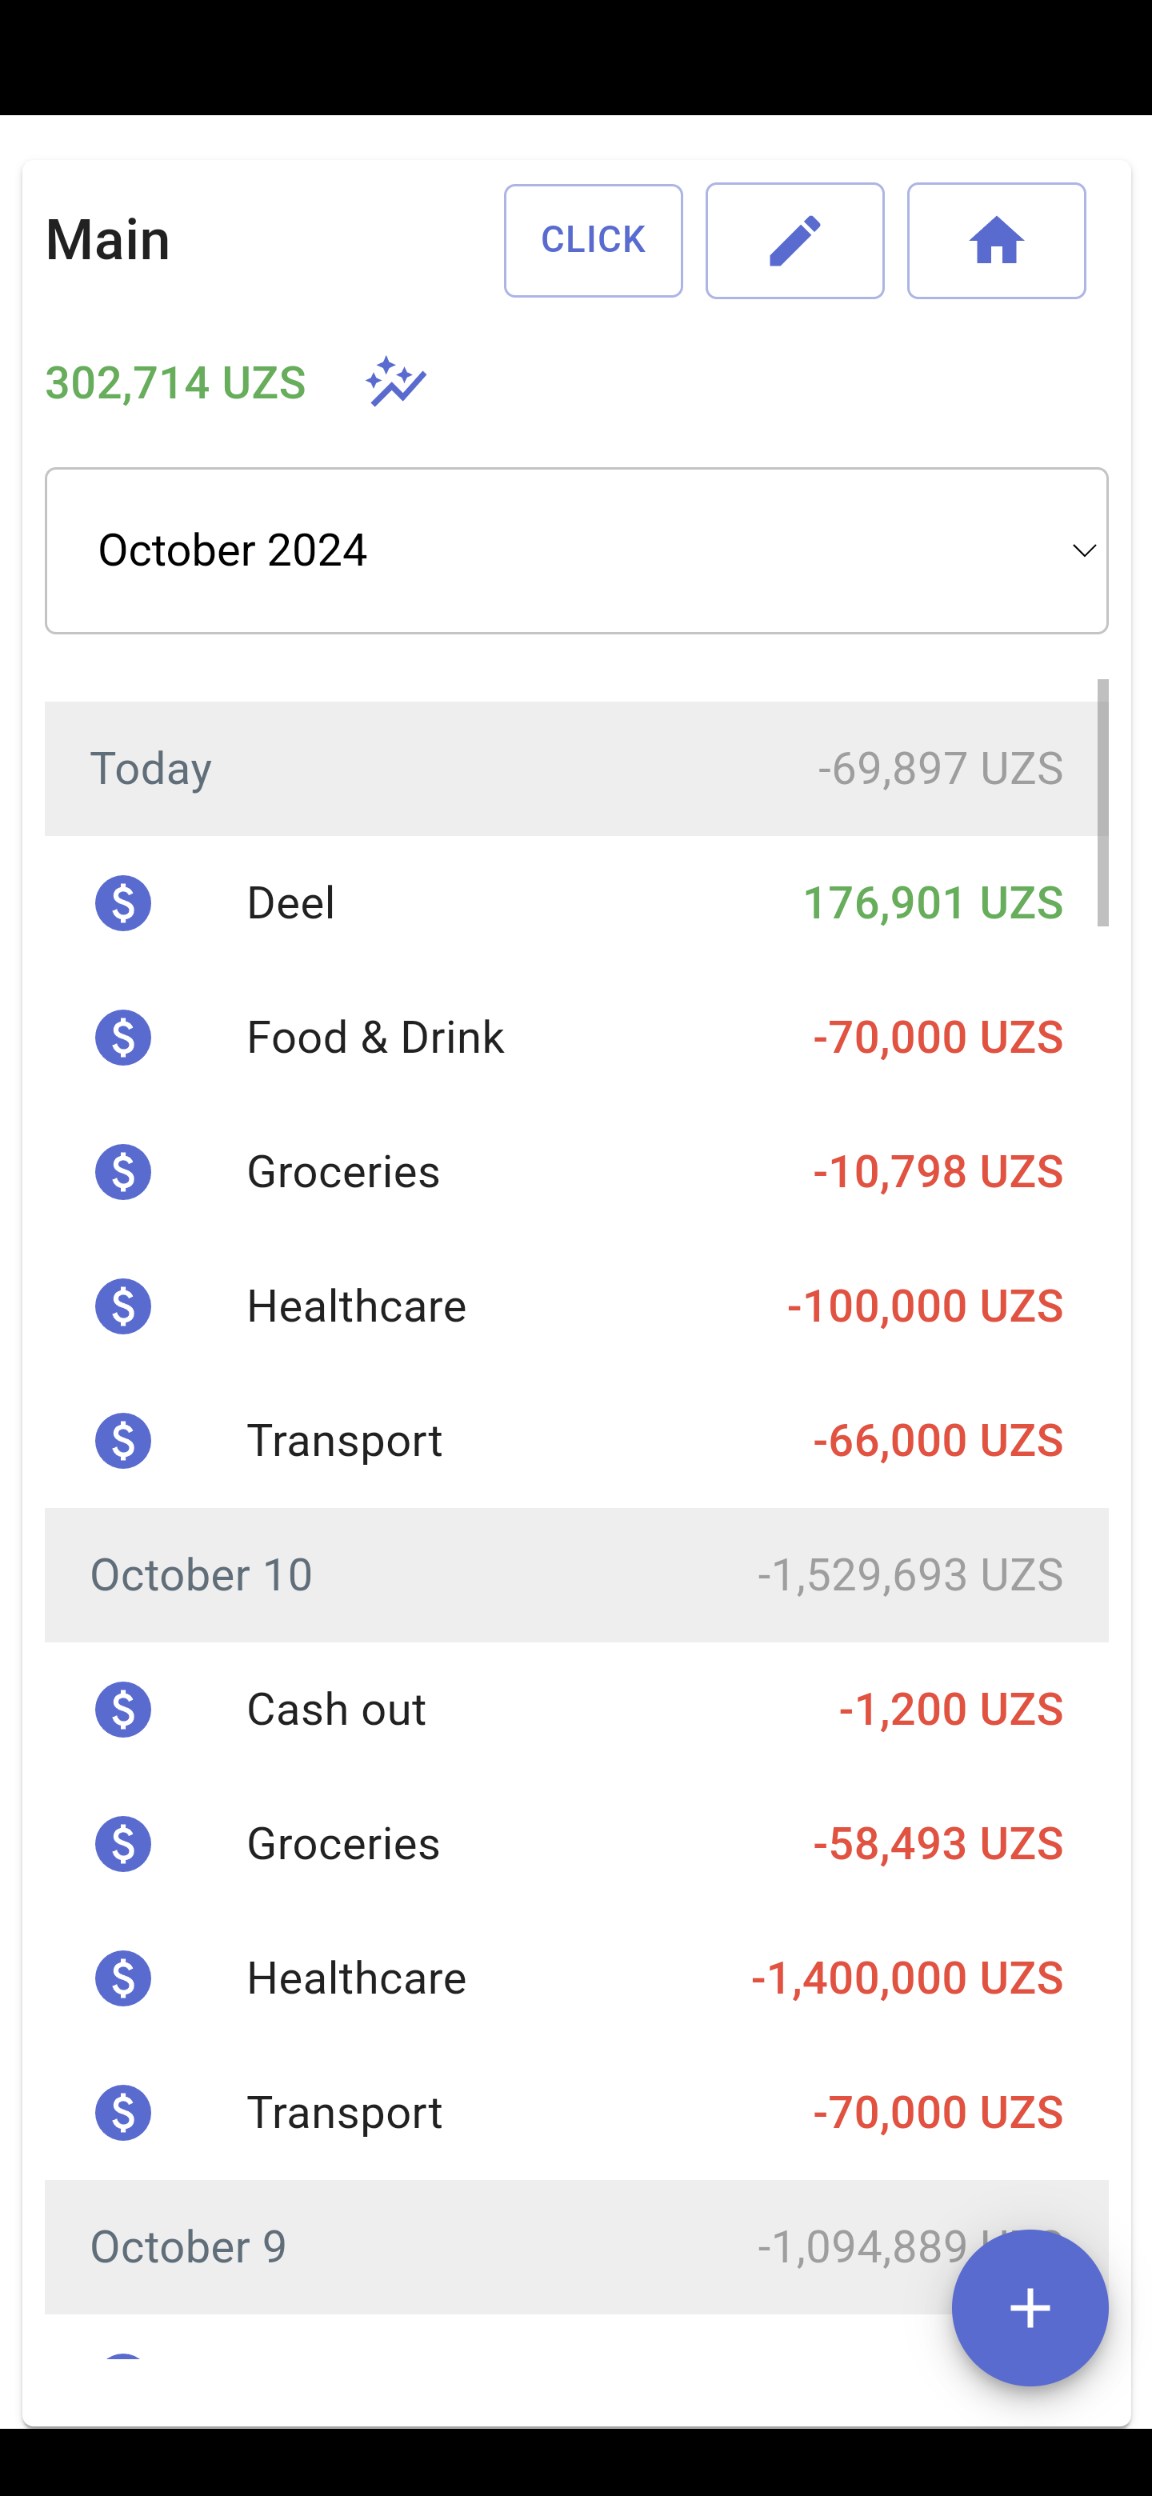 Main
CLICK
302,714 UZS
October 2024
Today -69,897 UZS
Deel 176,901 UZS
Food & Drink -70,000 UZS
Groceries -10,798 UZS
Healthcare -100,000 UZS
Transport -66,000 UZS
October 10 -1,529,693 UZS
Cash out -1,200 UZS
Groceries -58,493 UZS
Healthcare -1,400,000 UZS
Transport -70,000 UZS
October 9 -1,094,889